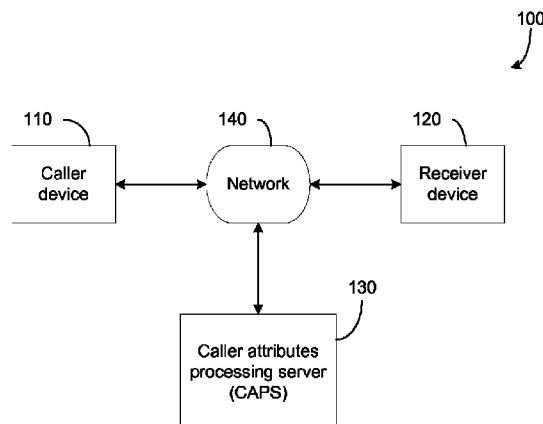 100
110
140
120
Caller
device
Network
Receiver
device
130
Caller attributes
processing server
(CAPS)